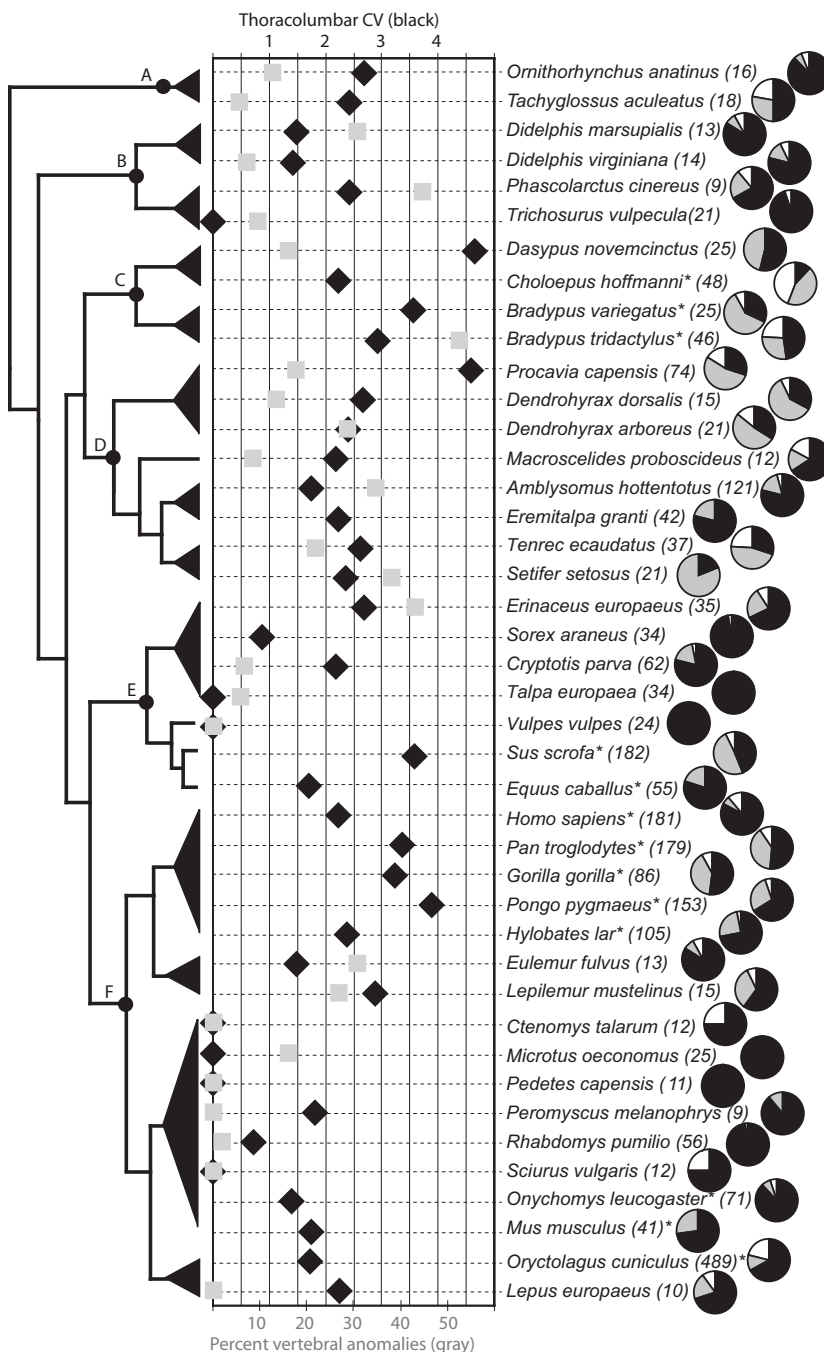 Thoracolumbar CV (black)
1 2 3 4
A
B
C
D
E
F
Ornithorhynchus anatinus (16)
Tachyglossus aculeatus (18)
Didelphis marsupialis (13)
Didelphis virginiana (14)
Phascolarctus cinereus (9)
Trichosurus vulpecula(21)
Dasypus novemcinctus (25)
Choloepus hoffmanni* (48)
Bradypus variegatus* (25)
Bradypus tridactylus* (46)
Procavia capensis (74)
Dendrohyrax dorsalis (15)
Dendrohyrax arboreus (21)
Macroscelides proboscideus (12)
Amblysomus hottentotus (121)
Eremitalpa granti (42)
Tenrec ecaudatus (37)
Setifer setosus (21)
Erinaceus europaeus (35)
Sorex araneus (34)
Cryptotis parva (62)
Talpa europaea (34)
Vulpes vulpes (24)
Sus scrofa* (182)
Equus caballus* (55)
Homo sapiens* (181)
Pan troglodytes* (179)
Gorilla gorilla* (86)
Pongo pygmaeus* (153)
Hylobates lar* (105)
Eulemur fulvus (13)
Lepilemur mustelinus (15)
Ctenomys talarum (12)
Microtus oeconomus (25)
Pedetes capensis (11)
Peromyscus melanophrys (9)
Rhabdomys pumilio (56)
Sciurus vulgaris (12)
Onychomys leucogaster* (71)
Mus musculus (41)*
Oryctolagus cuniculus (489)*
Lepus europaeus (10)
10 20 30 40 50
Percent vertebral anomalies (gray)